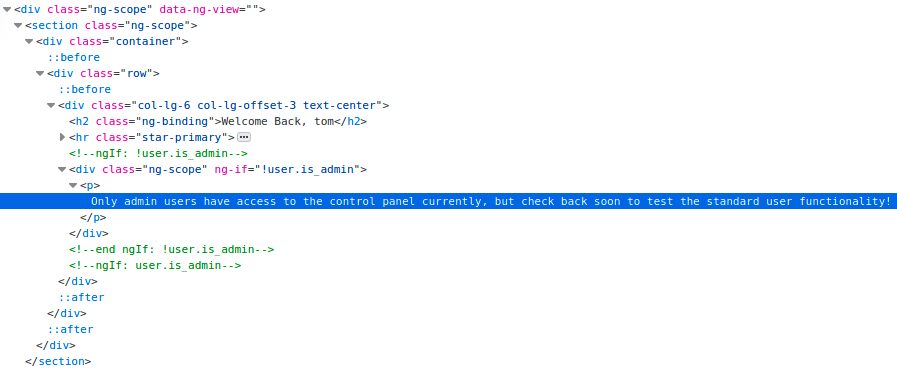 <div class="ng-scope" data-ng-view="">
<section class="ng-scope">
<div class="container">
::before
<div class="row">
::before
<div class="col-lg-6 col-lg-offset-3 text-center">
<h2 class="ng-binding">Welcome Back, tom</h2>
<hr class="star-primary">
<!--ngIf: !user.is_admin-->
<div class="ng-scope" ng-if="!user.is_admin">
<p>
Only admin users have access to the control panel currently, but check back soon to test the standard user functionality!
</p>
</div>
<!--end ngIf: !user.is_admin-->
<!--ngIf: user.is_admin-->
</div>
::after
</div>
::after
</div>
</section>